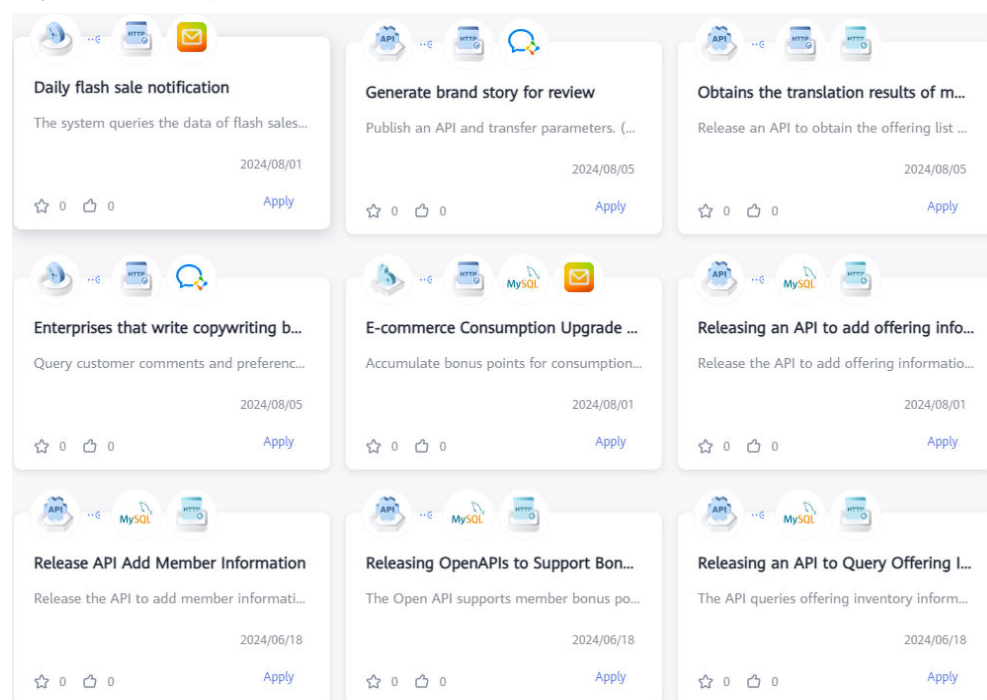 HTTP
Daily flash sale notification
The system queries the data of flash sales...
2024/08/01
0 0 Apply
API HTTP
Generate brand story for review
Publish an API and transfer parameters. (...
2024/08/05
0 0 Apply
API HTTP HTTP
Obtains the translation results of m...
Release an API to obtain the offering list ...
2024/08/05
0 0 Apply
HTTP
Enterprises that write copywriting b...
Query customer comments and preferenc...
2024/08/05
0 0 Apply
HTTP MySQL
E-commerce Consumption Upgrade ...
Accumulate bonus points for consumption...
2024/08/01
0 0 Apply
API MySQL HTTP
Releasing an API to add offering info...
Release the API to add offering informatio...
2024/08/01
0 0 Apply
API MySQL HTTP
Release API Add Member Information
Release the API to add member informati...
2024/06/18
0 0 Apply
API MySQL HTTP
Releasing OpenAPIs to Support Bon...
The Open API supports member bonus po...
2024/06/18
0 0 Apply
API MySQL HTTP
Releasing an API to Query Offering I...
The API queries offering inventory inform...
2024/06/18
0 0 Apply